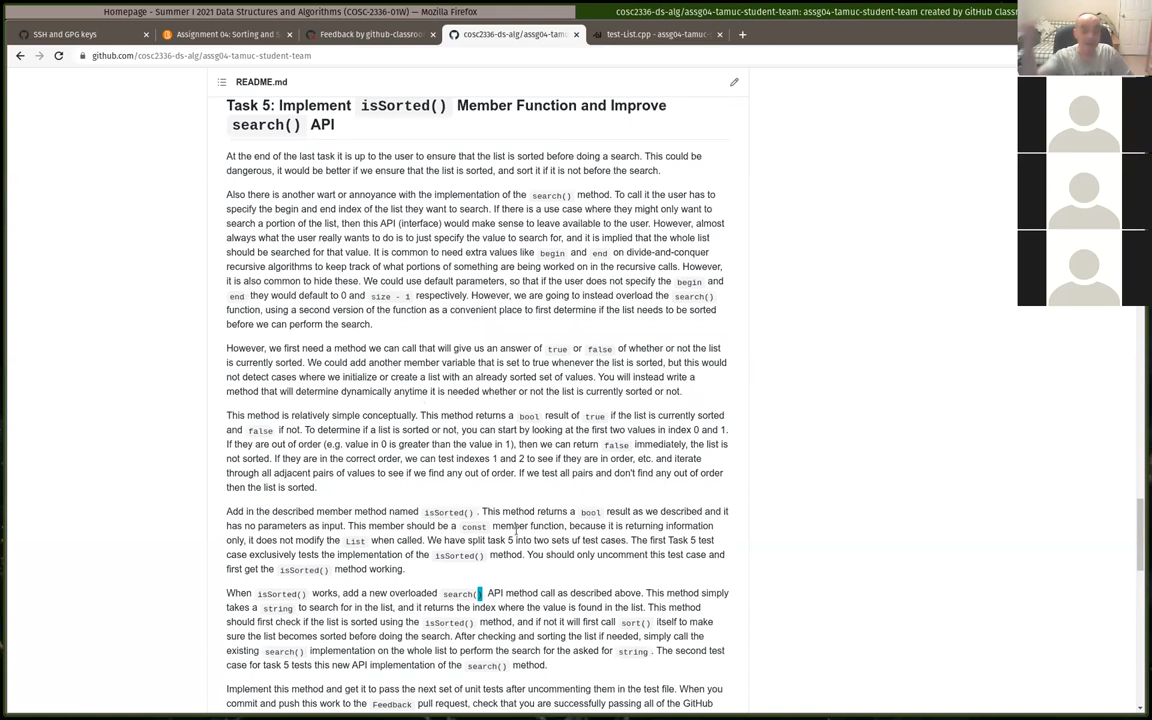 Homepage - Summer I 2021 Data Structures and Algorithms (COSC-2336-01W) — Mozilla Firefox
cosc2336-ds-alg/assg04-tamuc-student-team: assg04-tamuc-student-team created by GitHub Class
SSH and GPG keys
Assignment 04: Sorting and S
Feedback by github-classroom
cosc2336-ds-alg/assg04-tamuc
test-List.cpp - assg04-tamuc-s
github.com/cosc2336-ds-alg/assg04-tamuc-student-team
README.md
Task 5: Implement isSorted() Member Function and Improve
search() API
At the end of the last task it is up to the user to ensure that the list is sorted before doing a search. This could be
dangerous, it would be better if we ensure that the list is sorted, and sort it if it is not before the search.
Also there is another wart or annoyance with the implementation of the search() method. To call it the user has to
specify the begin and end index of the list they want to search. If there is a use case where they might only want to
search a portion of the list, then this API (interface) would make sense to leave available to the user. However, almost
always what the user really wants to do is to just specify the value to search for, and it is implied that the whole list
should be searched for that value. It is common to need extra values like begin and end on divide-and-conquer
recursive algorithms to keep track of what portions of something are being worked on in the recursive calls. However,
it is also common to hide these. We could use default parameters, so that if the user does not specify the begin and
end they would default to 0 and size - 1 respectively. However, we are going to instead overload the search()
function, using a second version of the function as a convenient place to first determine if the list needs to be sorted
before we can perform the search.
However, we first need a method we can call that will give us an answer of true or false of whether or not the list
is currently sorted. We could add another member variable that is set to true whenever the list is sorted, but this would
not detect cases where we initialize or create a list with an already sorted set of values. You will instead write a
method that will determine dynamically anytime it is needed whether or not the list is currently sorted or not.
This method is relatively simple conceptually. This method returns a bool result of true if the list is currently sorted
and false if not. To determine if a list is sorted or not, you can start by looking at the first two values in index 0 and 1.
If they are out of order (e.g. value in 0 is greater than the value in 1), then we can return false immediately, the list is
not sorted. If they are in the correct order, we can test indexes 1 and 2 to see if they are in order, etc. and iterate
through all adjacent pairs of values to see if we find any out of order. If we test all pairs and don't find any out of order
then the list is sorted.
Add in the described member method named isSorted() . This method returns a bool result as we described and it
has no parameters as input. This member should be a const member function, because it is returning information
only, it does not modify the List when called. We have split task 5 into two sets uf test cases. The first Task 5 test
case exclusively tests the implementation of the isSorted() method. You should only uncomment this test case and
first get the isSorted() method working.
When isSorted() works, add a new overloaded search() API method call as described above. This method simply
takes a string to search for in the list, and it returns the index where the value is found in the list. This method
should first check if the list is sorted using the isSorted() method, and if not it will first call sort() itself to make
sure the list becomes sorted before doing the search. After checking and sorting the list if needed, simply call the
existing search() implementation on the whole list to perform the search for the asked for string . The second test
case for task 5 tests this new API implementation of the search() method.
Implement this method and get it to pass the next set of unit tests after uncommenting them in the test file. When you
commit and push this work to the Feedback pull request, check that you are successfully passing all of the GitHub